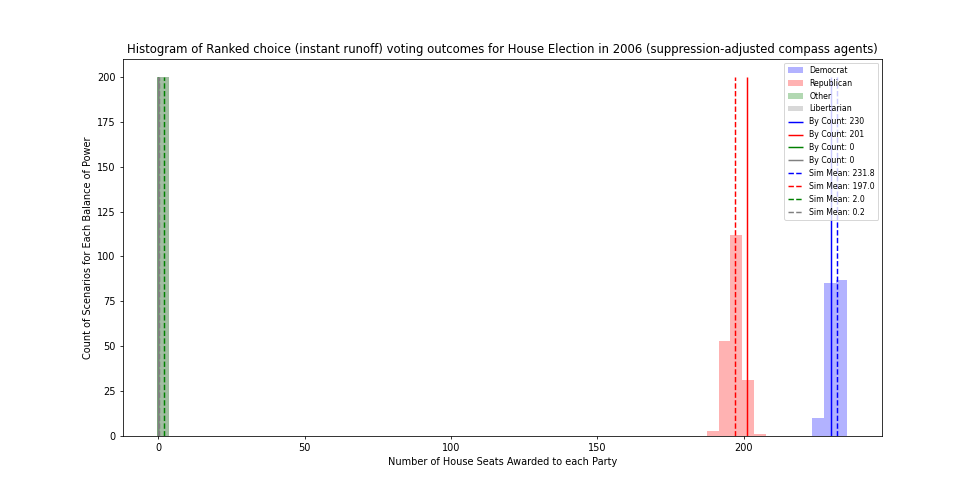 Histogram of Ranked choice (instant runoff) voting outcomes for House Election in 2006 (suppression-adjusted compass agents)
Count of Scenarios for Each Balance of Power
200
175
150
125
100
75
50
25
0
Democrat
Republican
Other
Libertarian
By Count: 230
By Count: 201
By Count: 0
By Count: 0
Sim Mean: 231.8
Sim Mean: 197.0
Sim Mean: 2.0
Sim Mean: 0.2
0
50
100
150
200
Number of House Seats Awarded to each Party